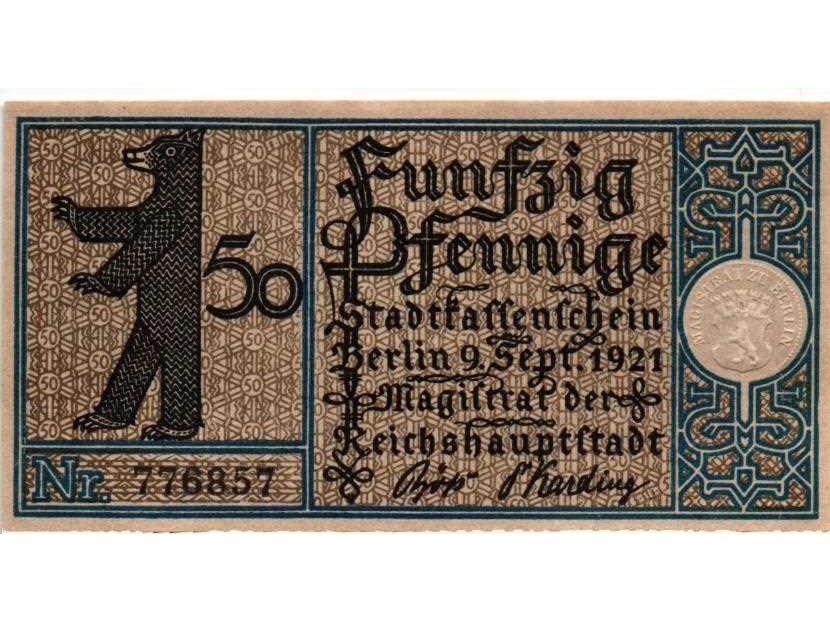 50
Nr. 776857
Funfzig
Pfennige
Stadtkassenschein
Berlin 9. Sept. 1921
Magistrat der
Reichshauptstadt
MAGISTRAT ZU BERLIN